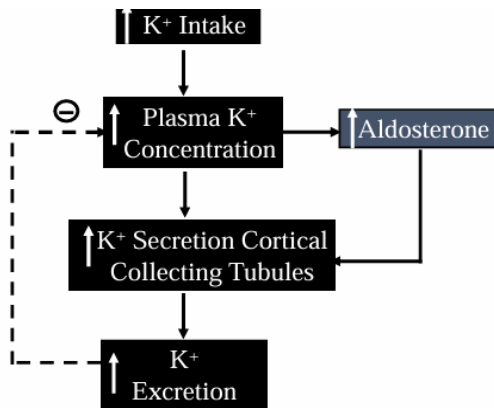 K⁺ Intake
Plasma K⁺
Concentration
Aldosterone
K⁺ Secretion Cortical
Collecting Tubules
K⁺
Excretion